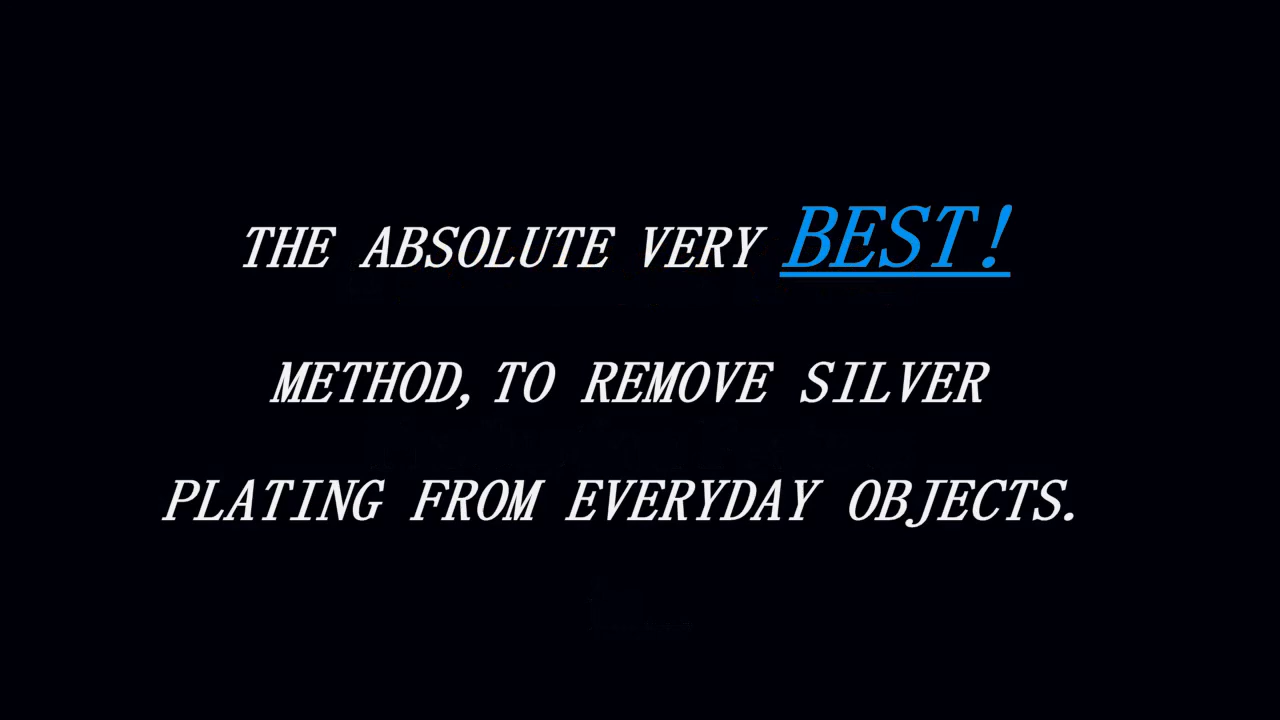 THE ABSOLUTE VERY BEST!
METHOD, TO REMOVE SILVER
PLATING FROM EVERYDAY OBJECTS.